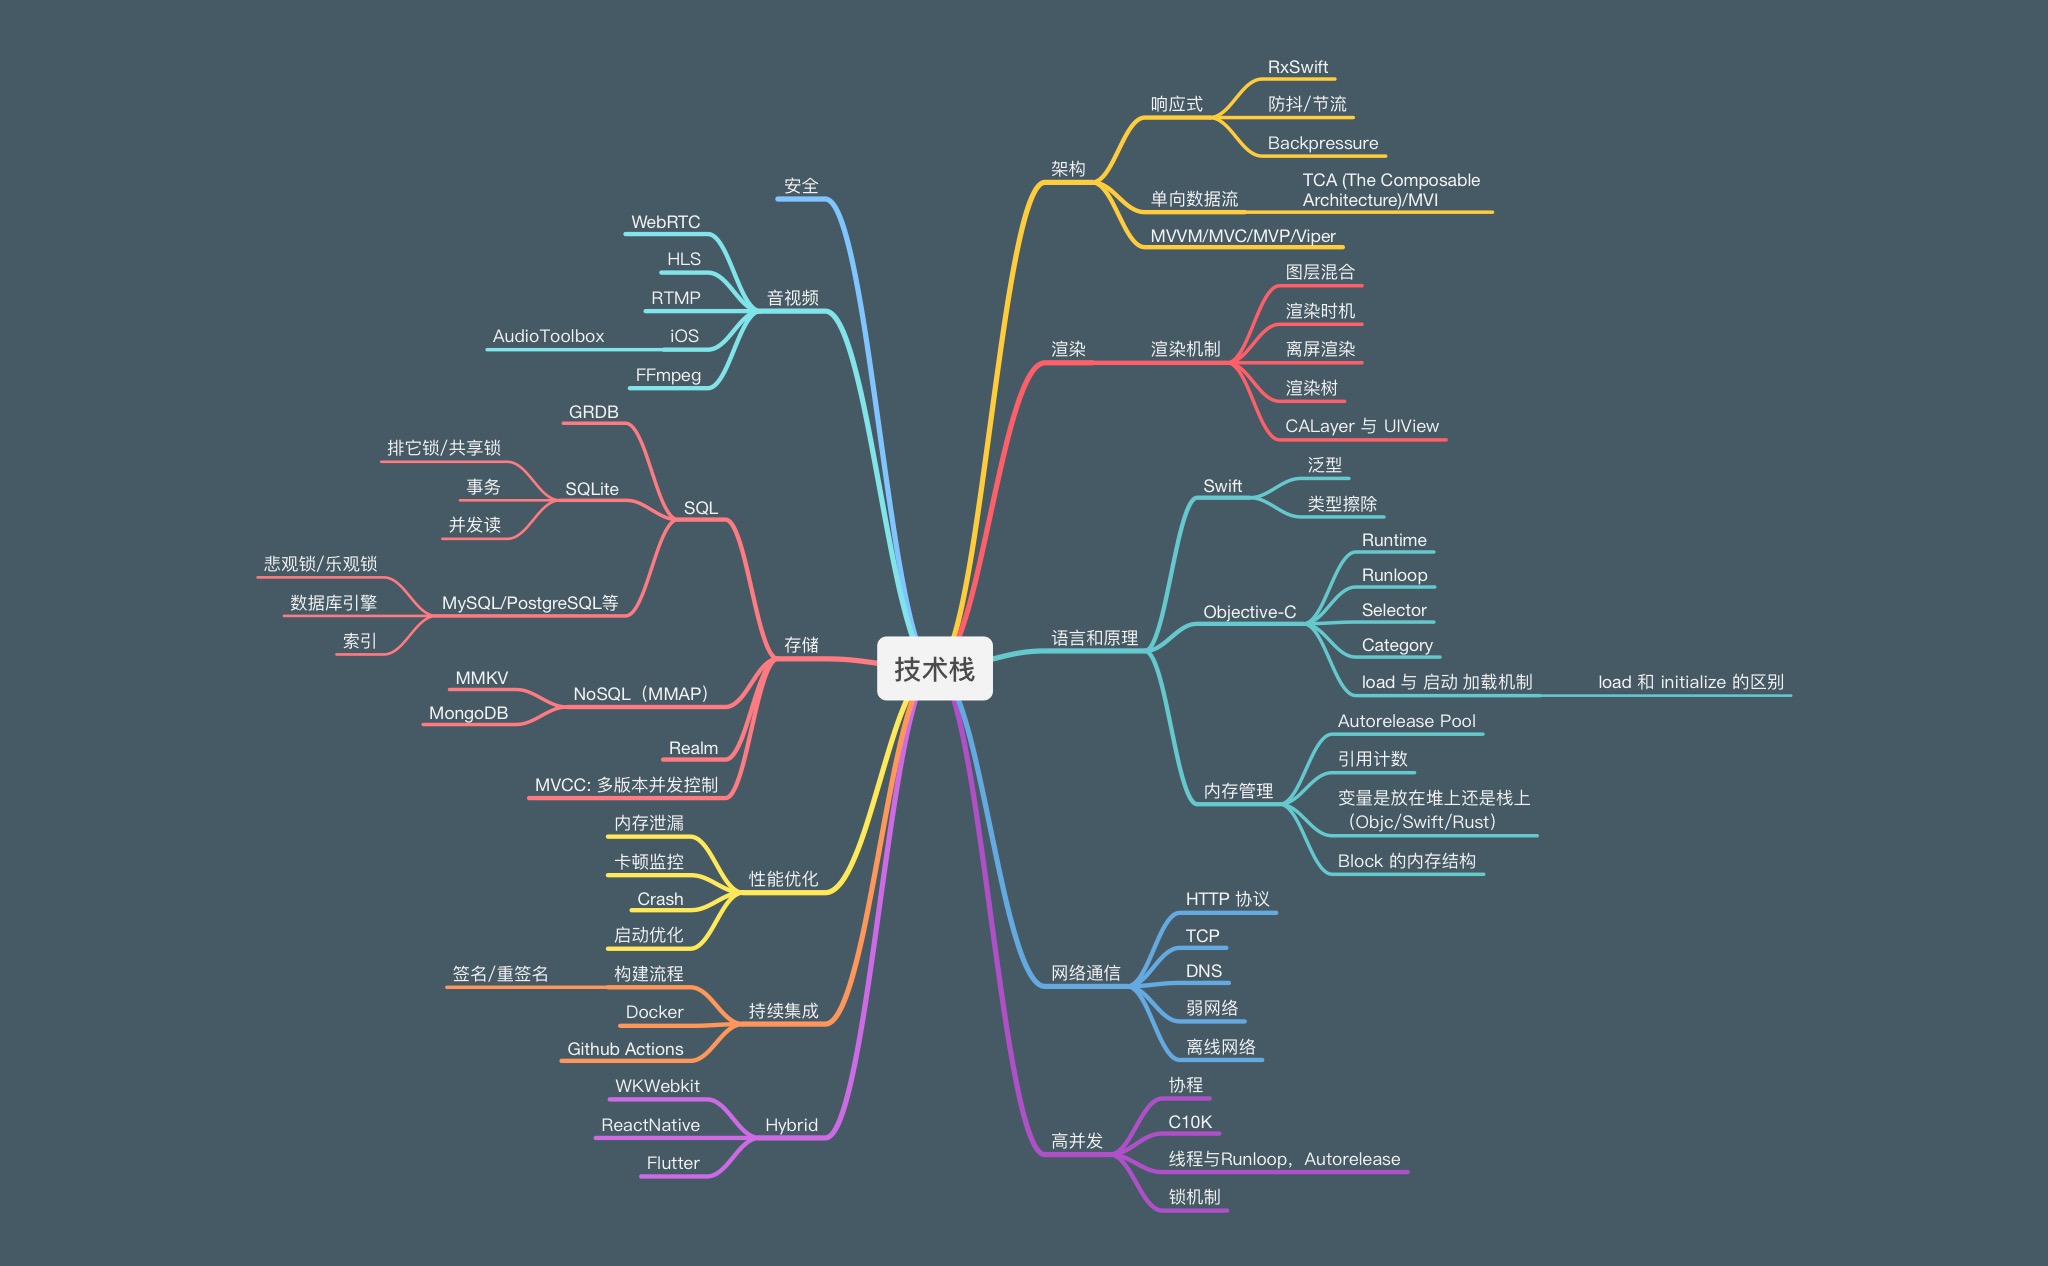 技术栈
架构
响应式
RxSwift
防抖/节流
Backpressure
单向数据流
TCA (The Composable
Architecture)/MVI
MVVM/MVC/MVP/Viper
渲染
渲染机制
图层混合
渲染时机
离屏渲染
渲染树
CALayer 与 UIView
语言和原理
Swift
泛型
类型擦除
Objective-C
Runtime
Runloop
Selector
Category
load 与 启动 加载机制
load 和 initialize 的区别
内存管理
Autorelease Pool
引用计数
变量是放在堆上还是栈上
（Objc/Swift/Rust）
Block 的内存结构
网络通信
HTTP 协议
TCP
DNS
弱网络
离线网络
高并发
协程
C10K
线程与Runloop，Autorelease
锁机制
安全
音视频
WebRTC
HLS
RTMP
iOS
AudioToolbox
FFmpeg
存储
SQL
GRDB
SQLite
排它锁/共享锁
事务
并发读
MySQL/PostgreSQL等
悲观锁/乐观锁
数据库引擎
索引
NoSQL（MMAP）
MMKV
MongoDB
Realm
MVCC: 多版本并发控制
性能优化
内存泄漏
卡顿监控
Crash
启动优化
持续集成
构建流程
签名/重签名
Docker
Github Actions
Hybrid
WKWebkit
ReactNative
Flutter